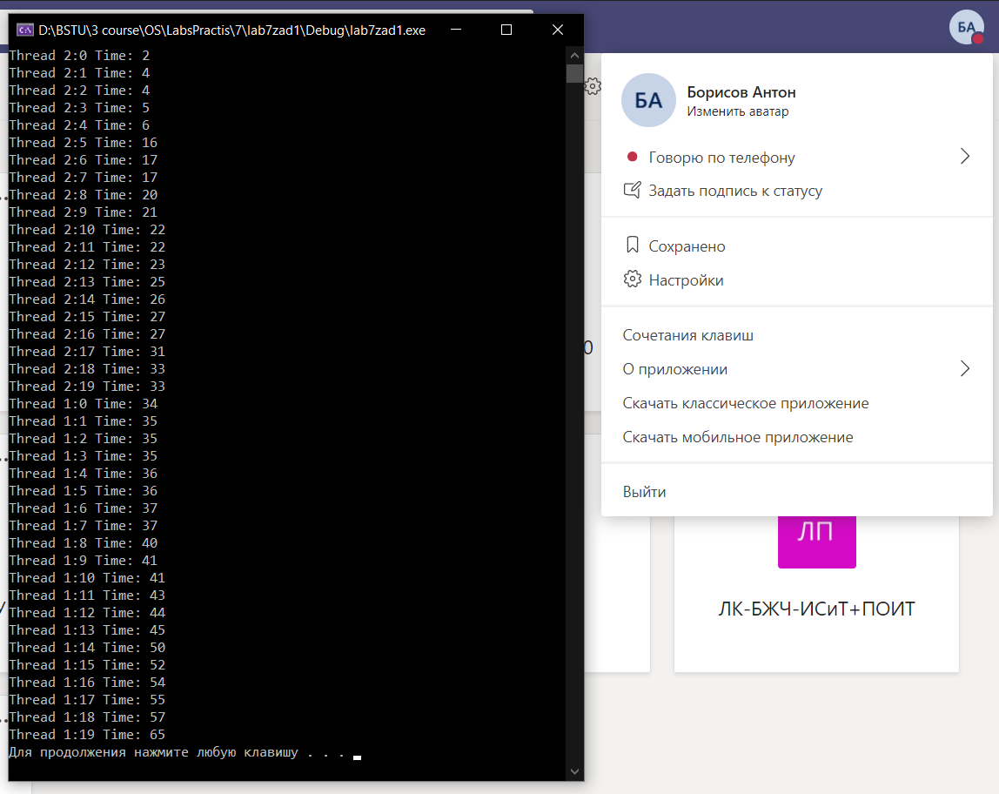 D:\BSTU\3 course\OS\LabsPractis\7\lab7zad1\Debug\lab7zad1.exe
Thread 2:0 Time: 2
Thread 2:1 Time: 4
Thread 2:2 Time: 4
Thread 2:3 Time: 5
Thread 2:4 Time: 6
Thread 2:5 Time: 16
Thread 2:6 Time: 17
Thread 2:7 Time: 17
Thread 2:8 Time: 20
Thread 2:9 Time: 21
Thread 2:10 Time: 22
Thread 2:11 Time: 22
Thread 2:12 Time: 23
Thread 2:13 Time: 25
Thread 2:14 Time: 26
Thread 2:15 Time: 27
Thread 2:16 Time: 27
Thread 2:17 Time: 31
Thread 2:18 Time: 33
Thread 2:19 Time: 33
Thread 1:0 Time: 34
Thread 1:1 Time: 35
Thread 1:2 Time: 35
Thread 1:3 Time: 35
Thread 1:4 Time: 36
Thread 1:5 Time: 36
Thread 1:6 Time: 37
Thread 1:7 Time: 37
Thread 1:8 Time: 40
Thread 1:9 Time: 41
Thread 1:10 Time: 41
Thread 1:11 Time: 43
Thread 1:12 Time: 44
Thread 1:13 Time: 45
Thread 1:14 Time: 50
Thread 1:15 Time: 52
Thread 1:16 Time: 54
Thread 1:17 Time: 55
Thread 1:18 Time: 57
Thread 1:19 Time: 65
Для продолжения нажмите любую клавишу . . .
БА
БА
Борисов Антон
Изменить аватар
Говорю по телефону
Задать подпись к статусу
Сохранено
Настройки
Сочетания клавиш
О приложении
Скачать классическое приложение
Скачать мобильное приложение
Выйти
ЛП
ЛК-БЖЧ-ИСиТ+ПОИТ